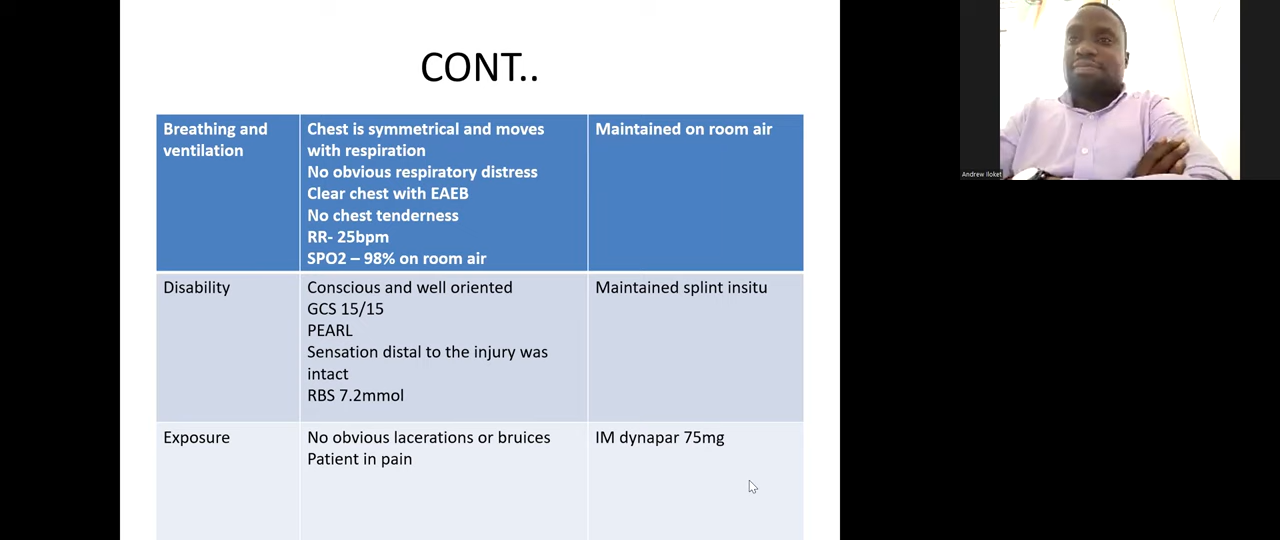 CONT..
Breathing and
ventilation
Chest is symmetrical and moves
with respiration
No obvious respiratory distress
Clear chest with EAEB
No chest tenderness
RR- 25bpm
SPO2 – 98% on room air
Maintained on room air
Disability
Conscious and well oriented
GCS 15/15
PEARL
Sensation distal to the injury was
intact
RBS 7.2mmol
Maintained splint insitu
Exposure
No obvious lacerations or bruices
Patient in pain
IM dynapar 75mg
Andrew Iloket